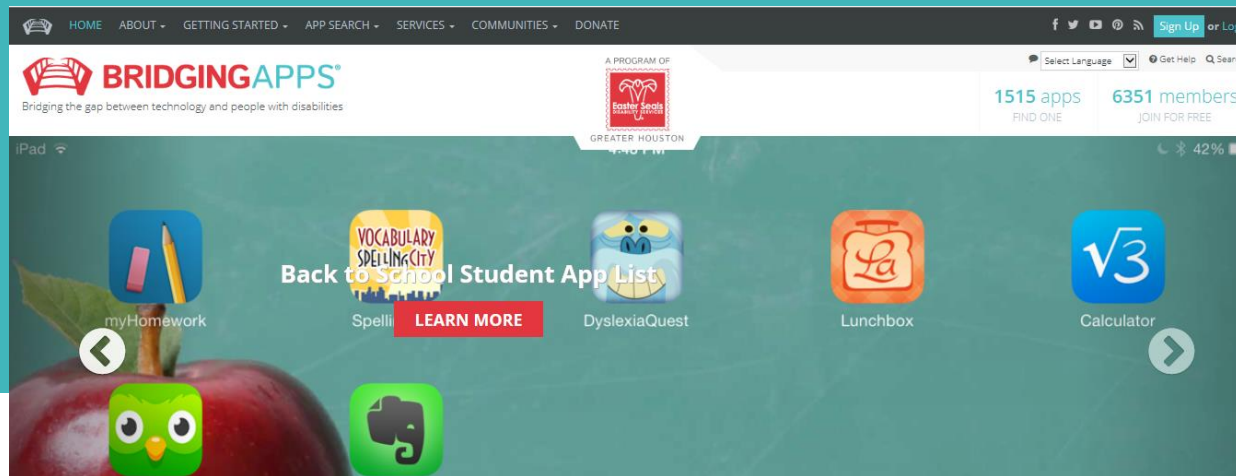 HOME ABOUT GETTING STARTED APP SEARCH SERVICES COMMUNITIES DONATE
Sign Up or
Select Language Get Help
BRIDGINGAPPS®
Bridging the gap between technology and people with disabilities
A PROGRAM OF
Easter Seals
DISABILITY SERVICES
GREATER HOUSTON
1515 apps 6351 members
FIND ONE JOIN FOR FREE
iPad 42%
VOCABULARY
SPELLINGCITY
La
√3
Back to School Student App List
myHomework DyslexiaQuest Lunchbox Calculator
LEARN MORE